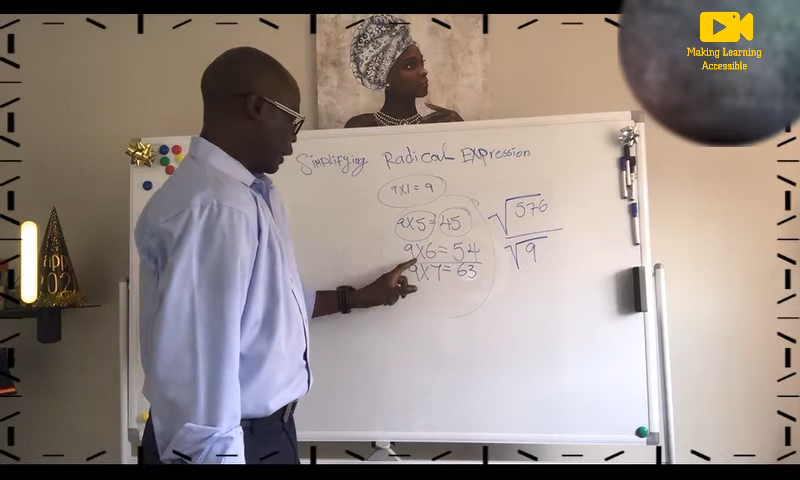 Making Learning
Accessible
Simplifying Radical Expression
9x1 = 9
9x5 = 45
9x6 = 54
9x7 = 63
√576
√9